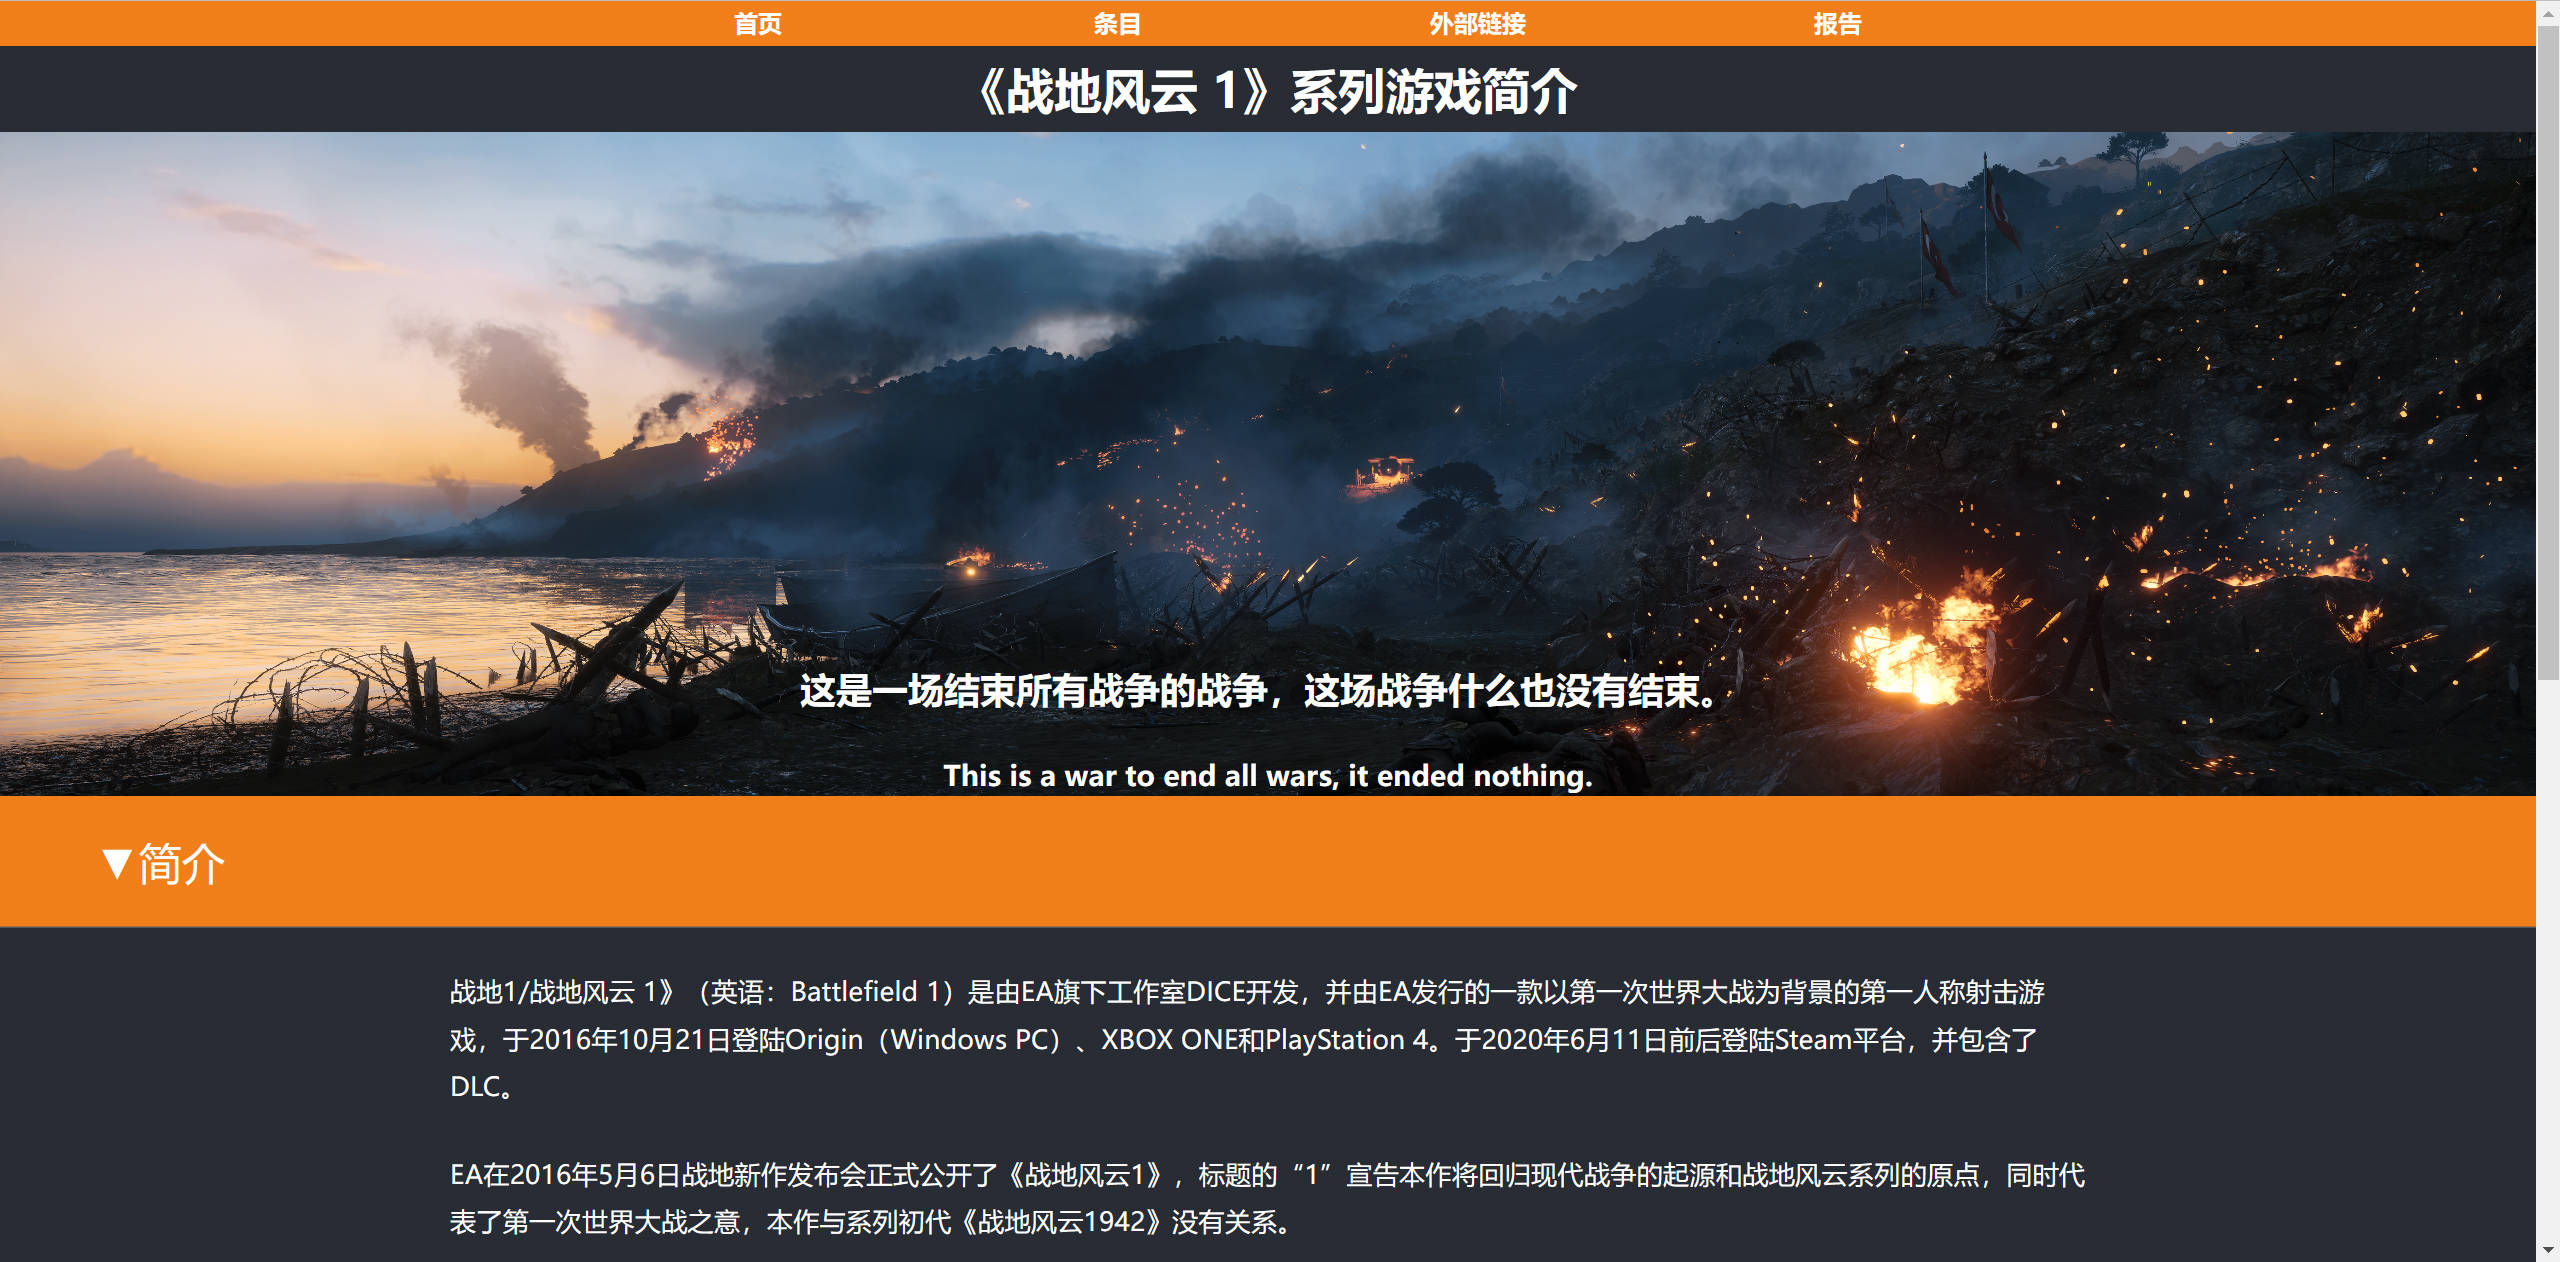 首页 条目 外部链接 报告
《战地风云 1》系列游戏简介
这是一场结束所有战争的战争，这场战争什么也没有结束。
This is a war to end all wars, it ended nothing.
▼简介
战地1/战地风云 1》（英语：Battlefield 1）是由EA旗下工作室DICE开发，并由EA发行的一款以第一次世界大战为背景的第一人称射击游
戏，于2016年10月21日登陆Origin（Windows PC）、XBOX ONE和PlayStation 4。于2020年6月11日前后登陆Steam平台，并包含了
DLC。
EA在2016年5月6日战地新作发布会正式公开了《战地风云1》，标题的“1”宣告本作将回归现代战争的起源和战地风云系列的原点，同时代
表了第一次世界大战之意，本作与系列初代《战地风云1942》没有关系。